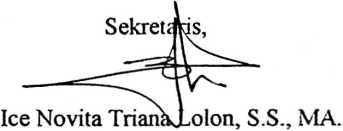 Sekretaris,
Ice Novita Triana Lolon, S.S., MA.